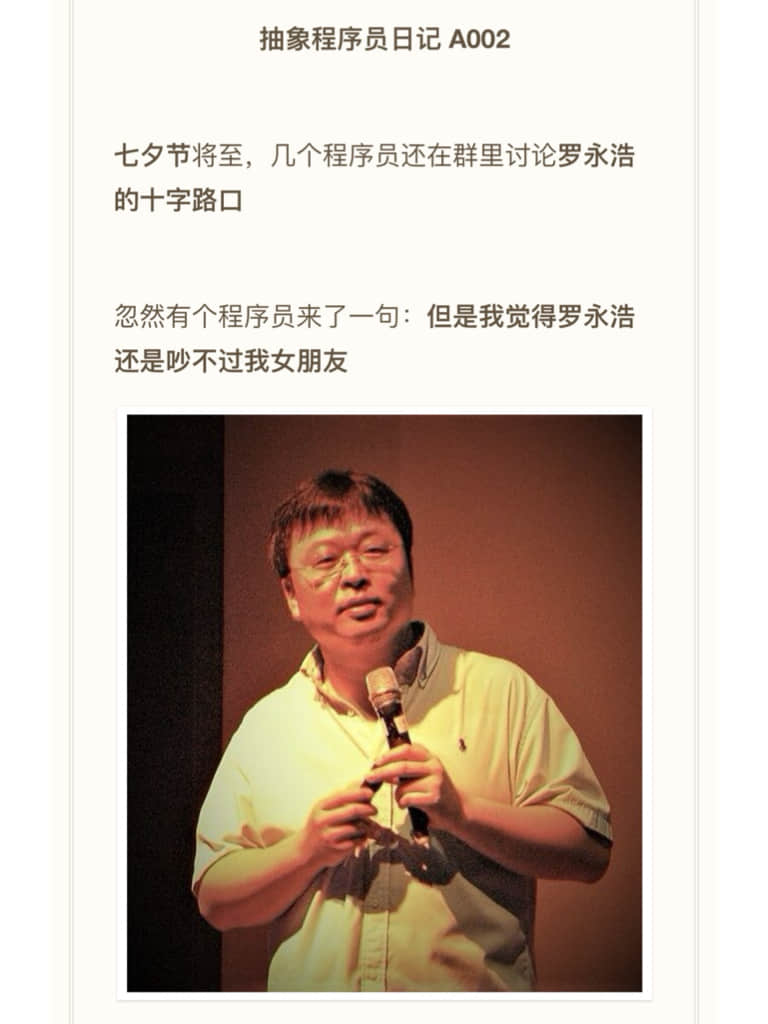 抽象程序员日记 A002
七夕节将至，几个程序员还在群里讨论罗永浩
的十字路口
忽然有个程序员来了一句：但是我觉得罗永浩
还是吵不过我女朋友